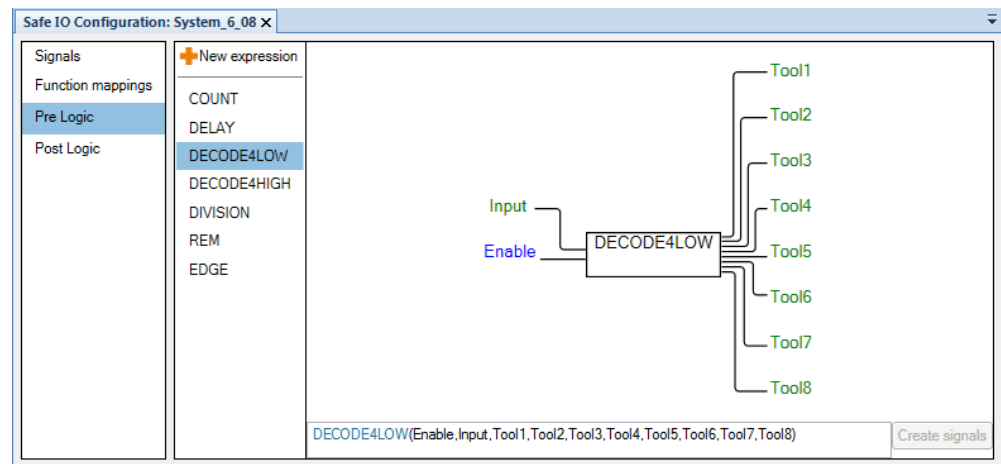 Safe IO Configuration: System_6_08 X
Signals
Function mappings
Pre Logic
Post Logic
New expression
COUNT
DELAY
DECODE4LOW
DECODE4HIGH
DIVISION
REM
EDGE
Input
Enable
DECODE4LOW
Tool1
Tool2
Tool3
Tool4
Tool5
Tool6
Tool7
Tool8
DECODE4LOW(Enable,Input,Tool1,Tool2,Tool3,Tool4,Tool5,Tool6,Tool7,Tool8)
Create signals